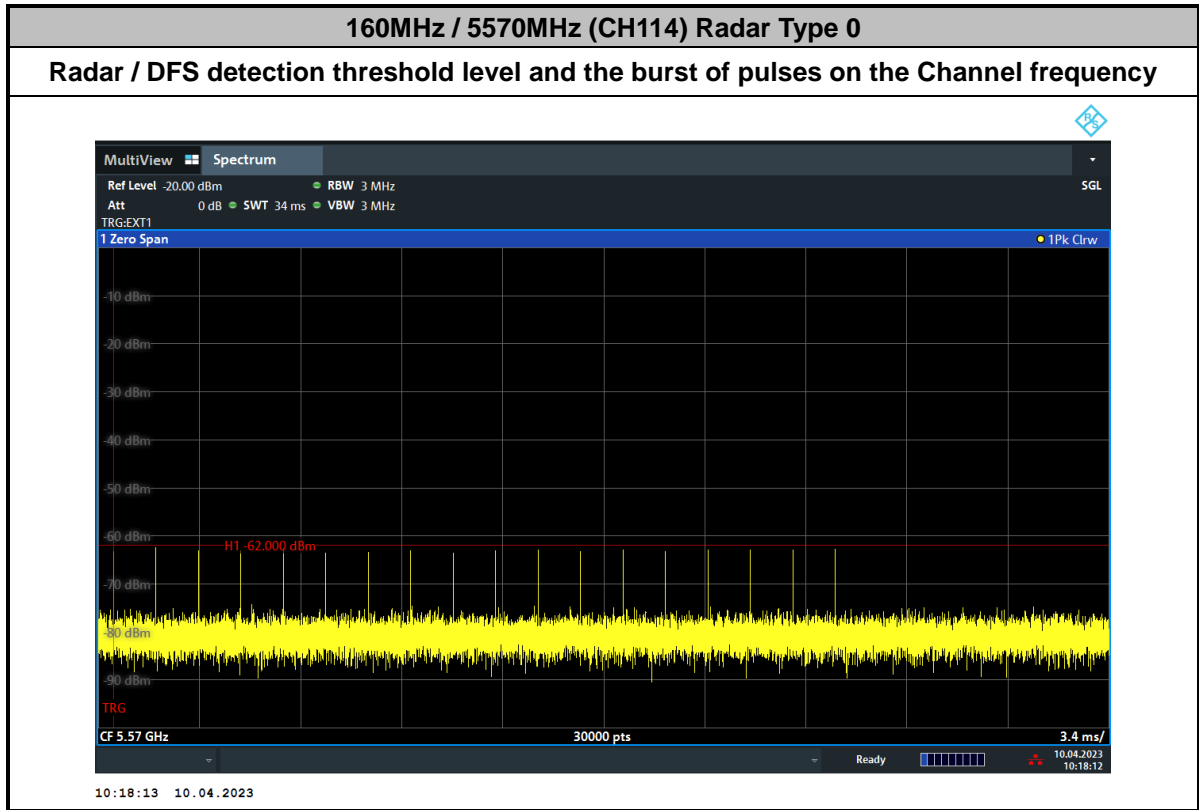 160MHz / 5570MHz (CH114) Radar Type 0
Radar / DFS detection threshold level and the burst of pulses on the Channel frequency
R&S
MultiView Spectrum
Ref Level -20.00 dBm RBW 3 MHz SGL
Att 0 dB SWT 34 ms VBW 3 MHz
TRG:EXT1
1 Zero Span 1Pk Clrw
-10 dBm
-20 dBm
-30 dBm
-40 dBm
-50 dBm
-60 dBm
H1 -62.000 dBm
-70 dBm
-80 dBm
-90 dBm
TRG
CF 5.57 GHz 30000 pts 3.4 ms/
Ready 10.04.2023
10:18:12
10:18:13 10.04.2023